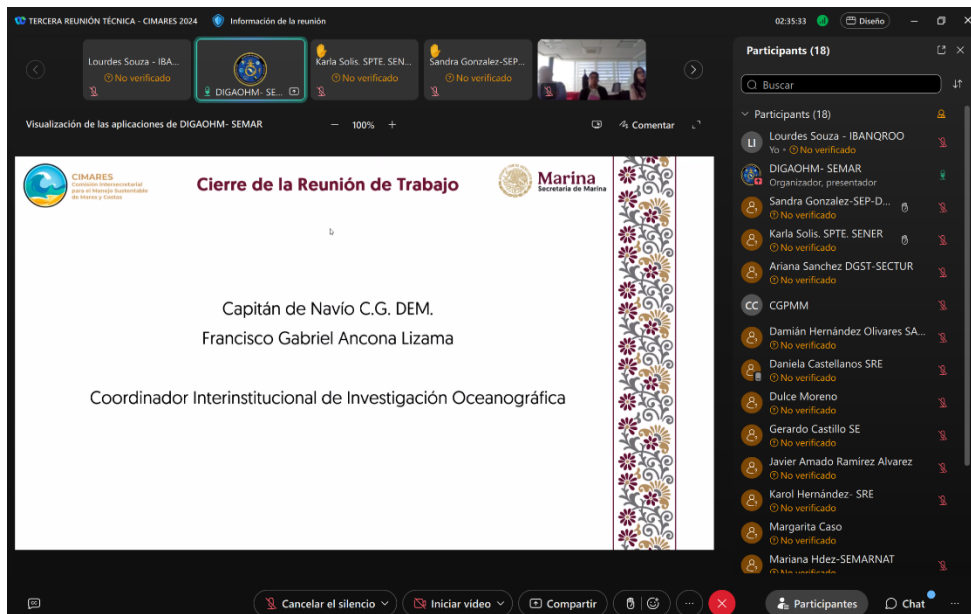 TERCERA REUNIÓN TÉCNICA - CIMARES 2024
Información de la reunión
02:35:33
Diseño
Lourdes Souza - IBA...
No verificado
DIGAOHM- SE...
Karla Solis. SPTE. SEN...
No verificado
Sandra Gonzalez-SEP...
No verificado
Visualización de las aplicaciones de DIGAOHM- SEMAR
100%
Comentar
CIMARES
Comisión Intersecretarial
para el Manejo Sustentable
de Mares y Costas
Cierre de la Reunión de Trabajo
Marina
Secretaría de Marina
Capitán de Navío C.G. DEM.
Francisco Gabriel Ancona Lizama
Coordinador Interinstitucional de Investigación Oceanográfica
Participants (18)
Buscar
Participants (18)
LI
Lourdes Souza - IBANQROO
Yo • No verificado
DIGAOHM- SEMAR
Organizador, presentador
Sandra Gonzalez-SEP-D...
No verificado
Karla Solis. SPTE. SENER
No verificado
Ariana Sanchez DGST-SECTUR
No verificado
CC
CGPMM
Damián Hernández Olivares SA...
No verificado
Daniela Castellanos SRE
No verificado
Dulce Moreno
No verificado
Gerardo Castillo SE
No verificado
Javier Amado Ramírez Alvarez
No verificado
Karol Hernández- SRE
No verificado
Margarita Caso
No verificado
Mariana Hdez-SEMARNAT
No verificado
Cancelar el silencio
Iniciar video
Compartir
Participantes
Chat